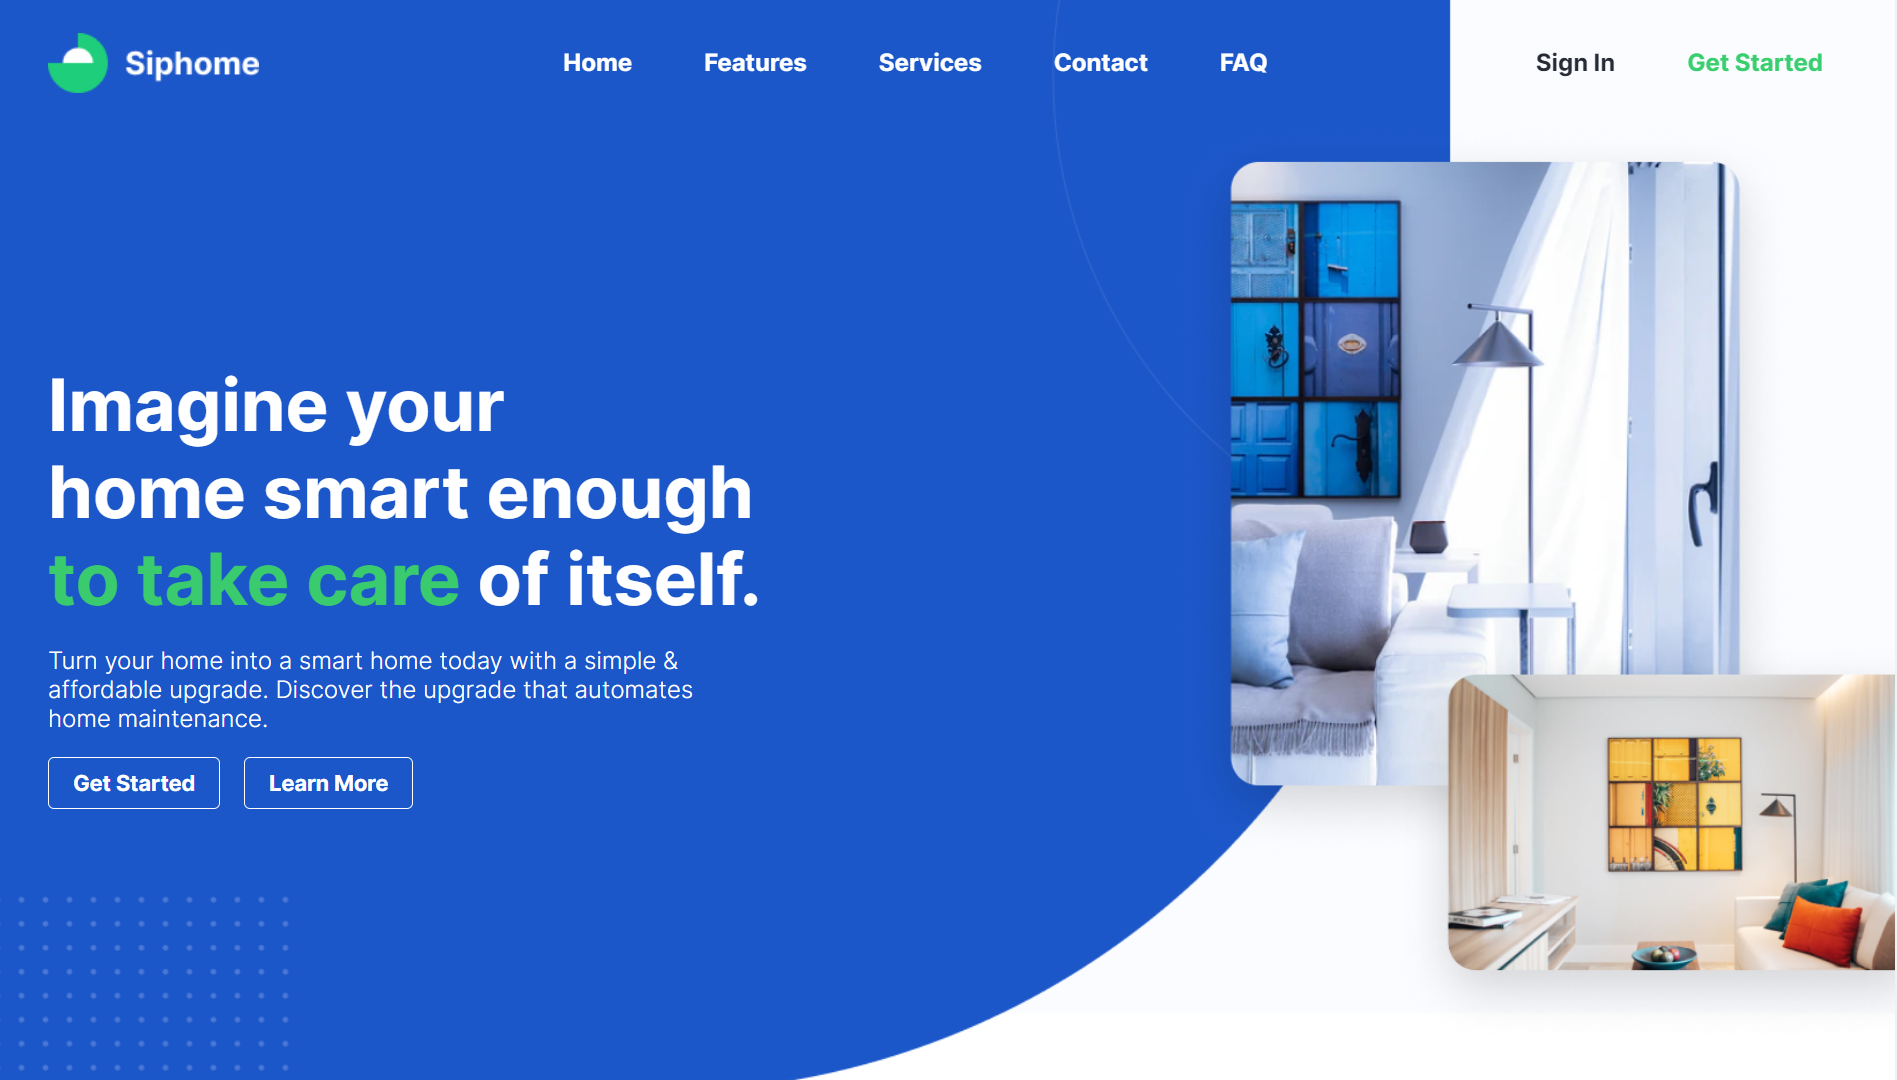 Siphome
Home Features Services Contact FAQ
Sign In Get Started
Imagine your
home smart enough
to take care of itself.
Turn your home into a smart home today with a simple &
affordable upgrade. Discover the upgrade that automates
home maintenance.
Get Started Learn More